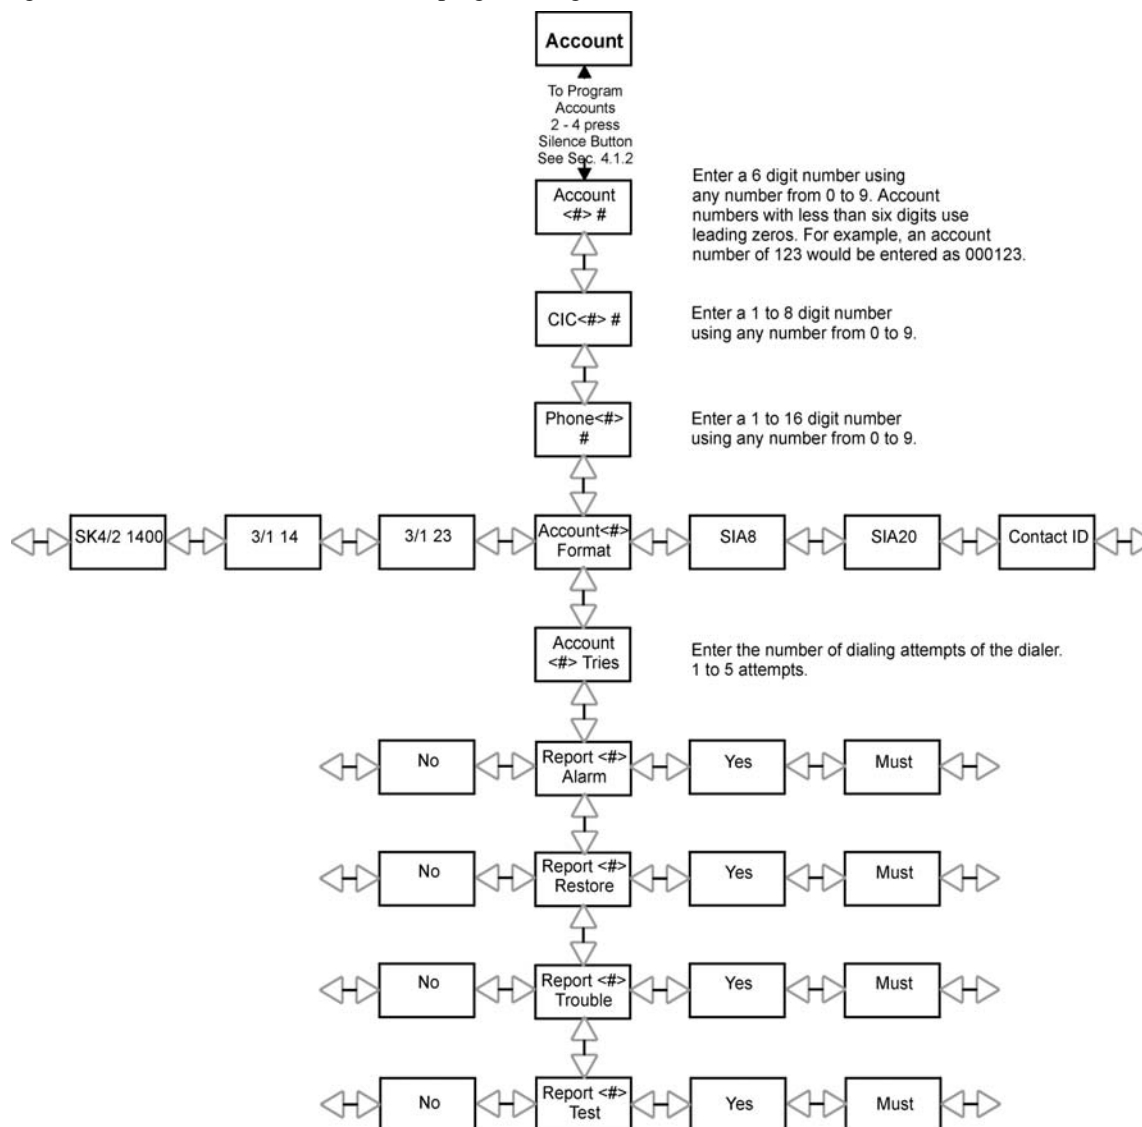 Account
To Program
Accounts
2 - 4 press
Silence Button
See Sec. 4.1.2
Account
<#> #
Enter a 6 digit number using
any number from 0 to 9. Account
numbers with less than six digits use
leading zeros. For example, an account
number of 123 would be entered as 000123.
CIC<#> #
Enter a 1 to 8 digit number
using any number from 0 to 9.
Phone<#>
#
Enter a 1 to 16 digit number
using any number from 0 to 9.
SK4/2 1400
3/1 14
3/1 23
Account<#>
Format
SIA8
SIA20
Contact ID
Account
<#> Tries
Enter the number of dialing attempts of the dialer.
1 to 5 attempts.
No
Report <#>
Alarm
Yes
Must
No
Report <#>
Restore
Yes
Must
No
Report <#>
Trouble
Yes
Must
No
Report <#>
Test
Yes
Must